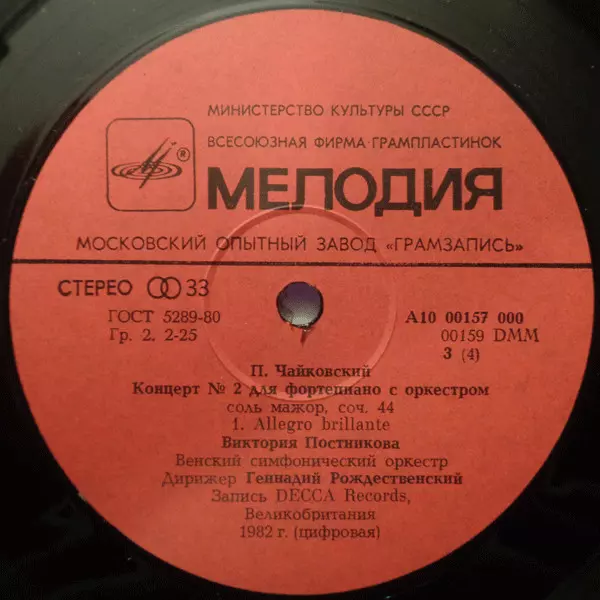 МИНИСТЕРСТВО КУЛЬТУРЫ СССР
ВСЕСОЮЗНАЯ ФИРМА ГРАМПЛАСТИНОК
®
МЕЛОДИЯ
МОСКОВСКИЙ ОПЫТНЫЙ ЗАВОД «ГРАМЗАПИСЬ»
СТЕРЕО 33
ГОСТ 5289-80
Гр. 2, 2-25
А10 00157 000
00159 DMM
3 (4)
П. Чайковский
Концерт № 2 для фортепиано с оркестром
соль мажор, соч. 44
1. Allegro brillante
Виктория Постникова
Венский симфонический оркестр
Дирижер Геннадий Рождественский
Запись DECCA Records,
Великобритания
1982 г. (цифровая)